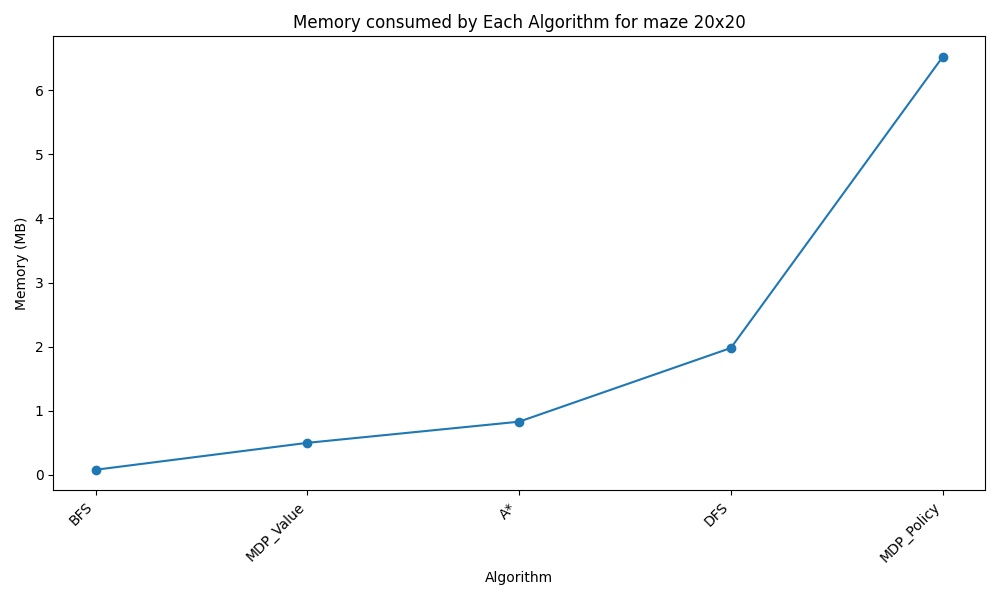 Memory consumed by Each Algorithm for maze 20x20
Memory (MB)
6
5
4
3
2
1
0
BFS
MDP_Value
A*
DFS
MDP_Policy
Algorithm